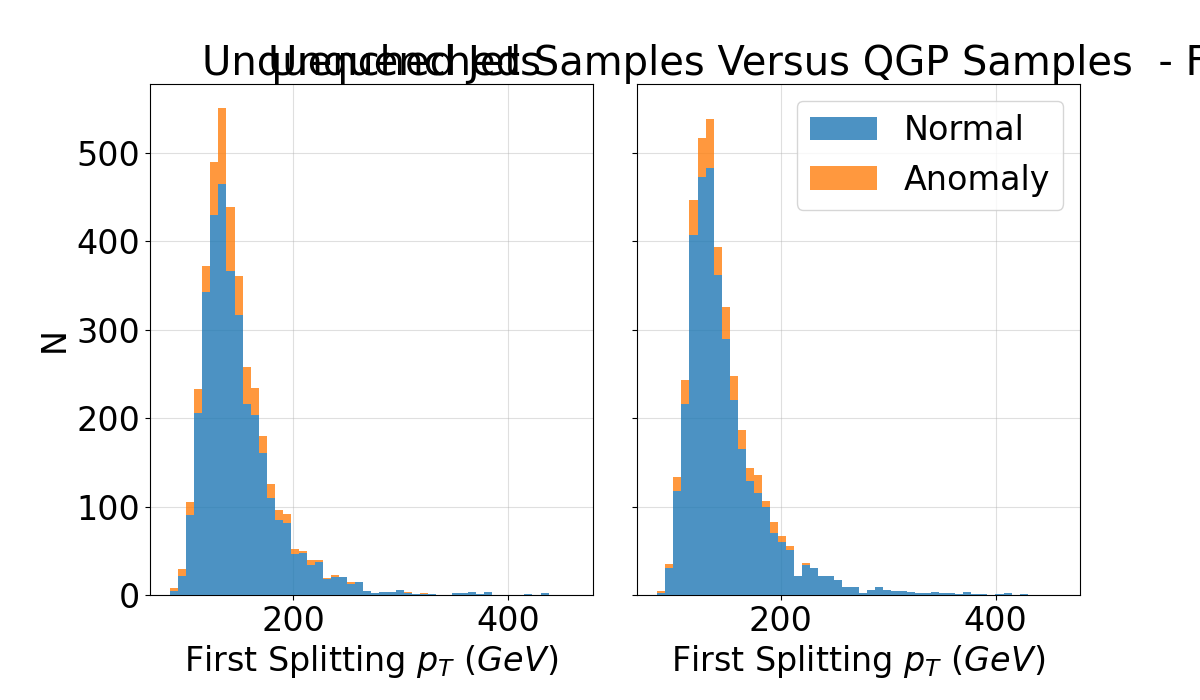 Jet Samples Versus QGP Samples - F
Normal
Anomaly
500
400
300
200
100
0
N
200 400
200 400
First Splitting p_T (GeV)
First Splitting p_T (GeV)